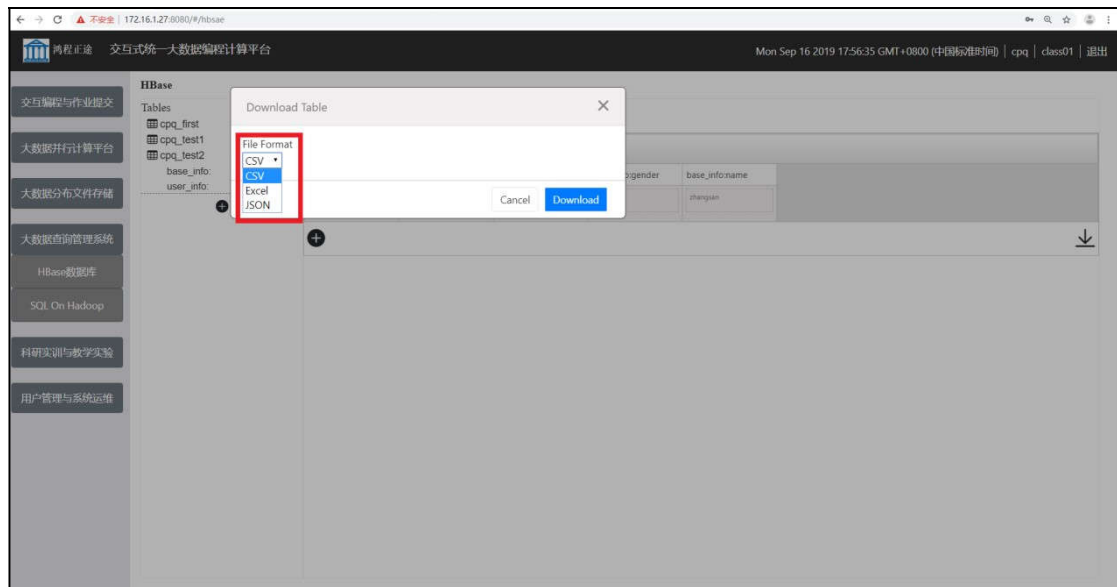 不安全 | 172.16.1.27:8080/#/hbsae
鸿程正途 交互式统一大数据编程计算平台 Mon Sep 16 2019 17:56:35 GMT+0800 (中国标准时间) | cpq | class01 | 退出
交互编程与作业提交
大数据并行计算平台
大数据分布文件存储
大数据查询管理系统
HBase数据库
SQL On Hadoop
科研实训与教学实验
用户管理与系统运维
HBase
Tables
cpq_first
cpq_test1
cpq_test2
base_info:
user_info:
Download Table
File Format
CSV
CSV
Excel
JSON
Cancel Download
o:gender base_info:name
zhangsan